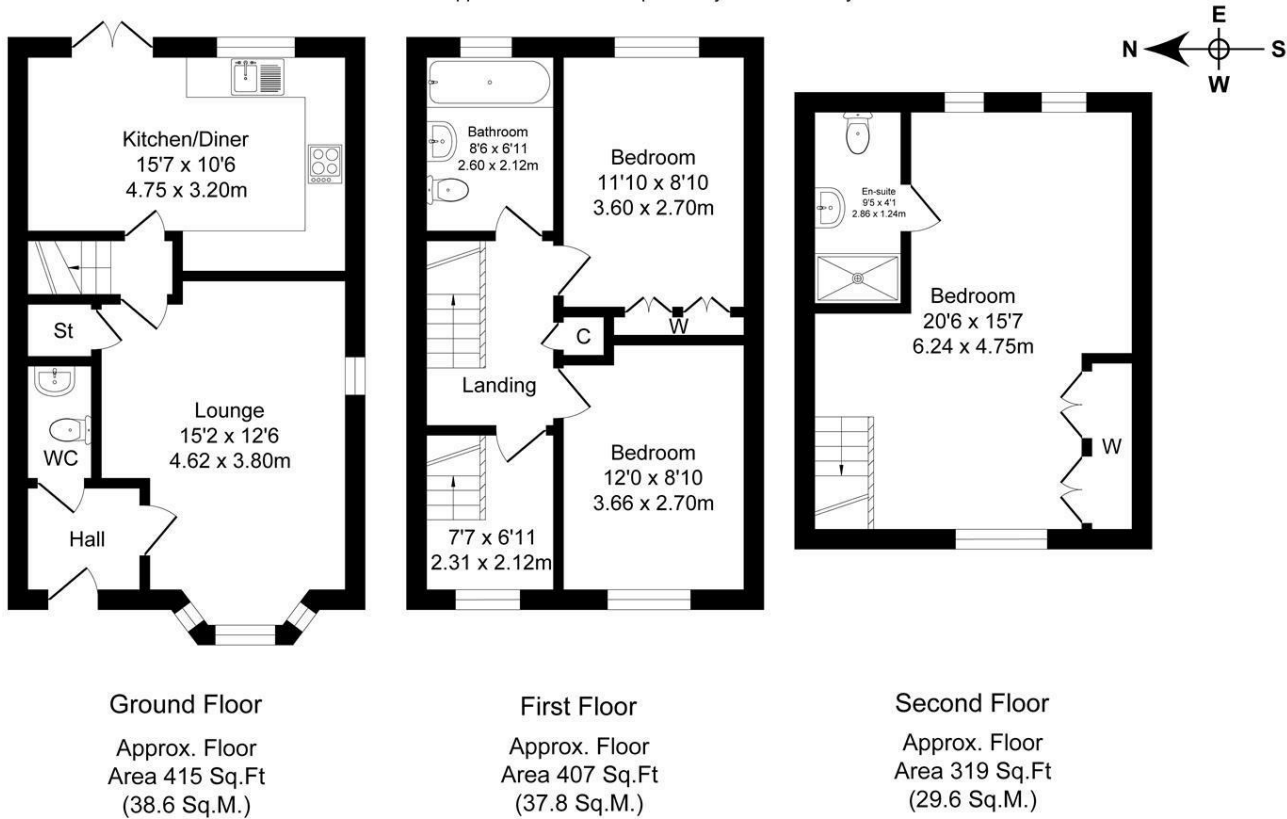 E
N
S
W
Kitchen/Diner
15'7 x 10'6
4.75 x 3.20m
St
WC
Lounge
15'2 x 12'6
4.62 x 3.80m
Hall
Bathroom
8'6 x 6'11
2.60 x 2.12m
Bedroom
11'10 x 8'10
3.60 x 2.70m
W
C
Landing
Bedroom
12'0 x 8'10
3.66 x 2.70m
7'7 x 6'11
2.31 x 2.12m
En-suite
9'5 x 4'1
2.86 x 1.24m
Bedroom
20'6 x 15'7
6.24 x 4.75m
W
Ground Floor
Approx. Floor
Area 415 Sq.Ft
(38.6 Sq.M.)
First Floor
Approx. Floor
Area 407 Sq.Ft
(37.8 Sq.M.)
Second Floor
Approx. Floor
Area 319 Sq.Ft
(29.6 Sq.M.)